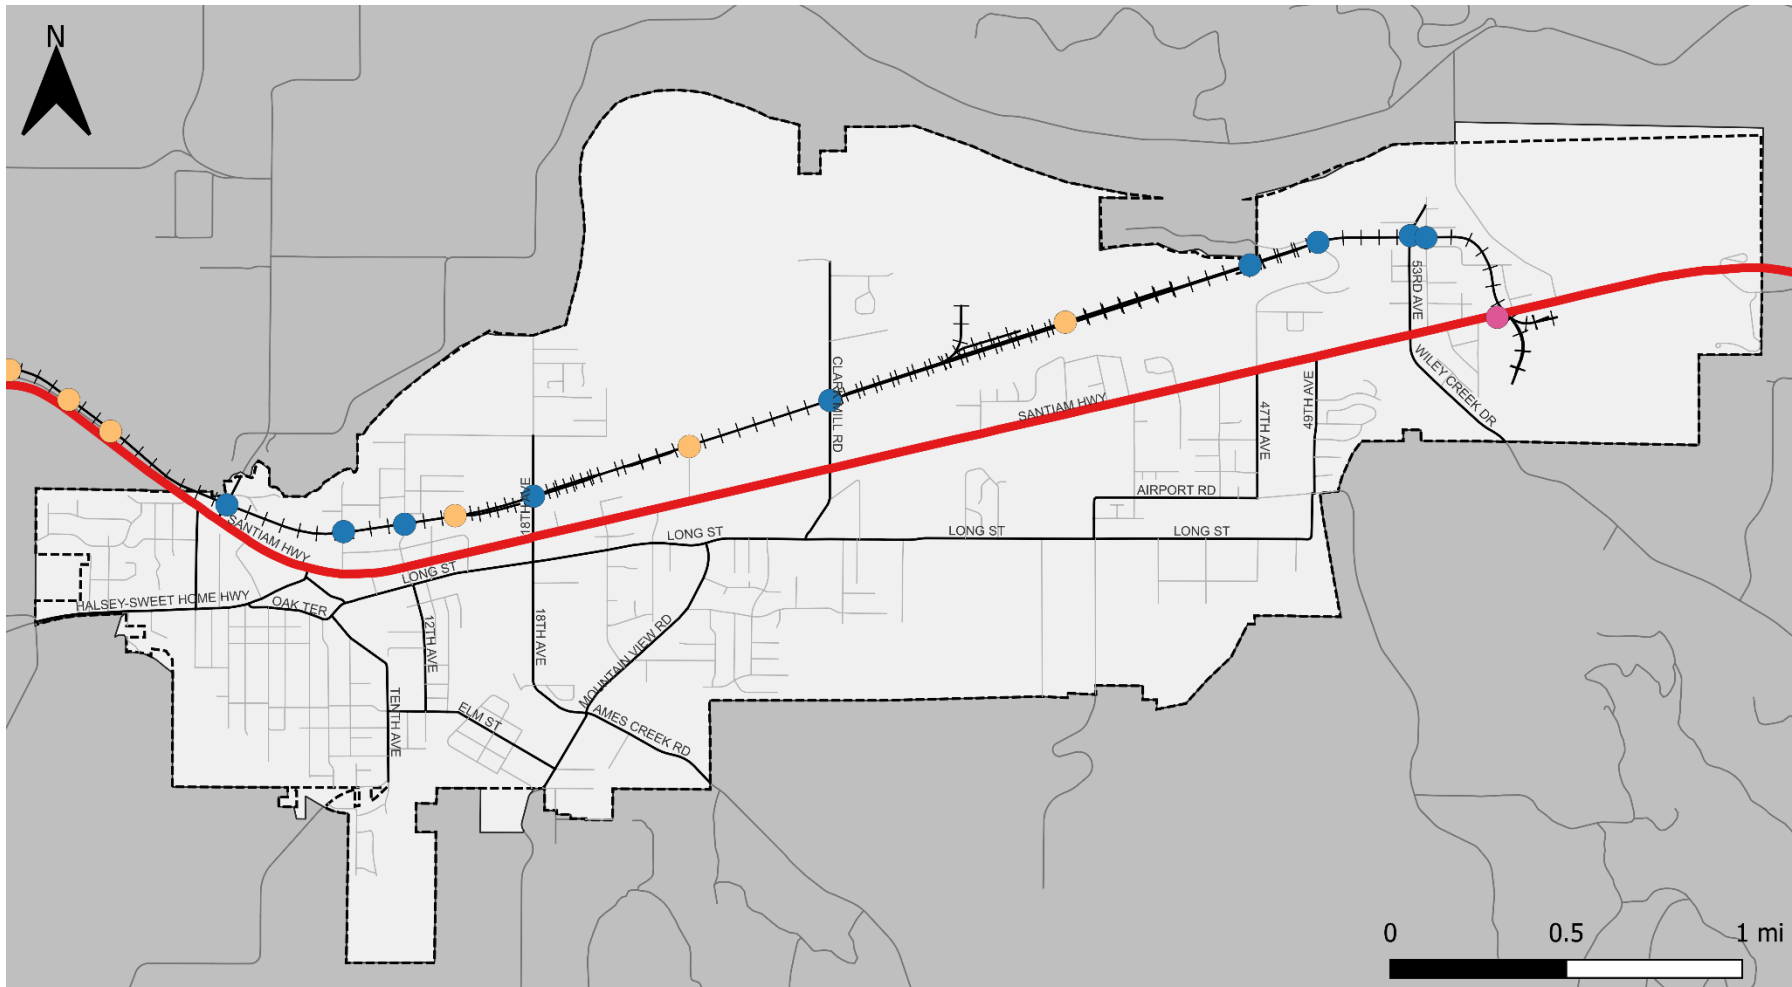 N
53RD AVE
CLARK MILL RD
WILEY CREEK DR
49TH AVE
SANTIAM HWY
47TH AVE
18TH AVE
AIRPORT RD
SANTIAM HWY
LONG ST
LONG ST
LONG ST
LONG ST
HALSEY-SWEET HOME HWY
OAK TER
12TH AVE
18TH AVE
MOUNTAIN VIEW RD
TENTH AVE
ELM ST
AMES CREEK RD
0
0.5
1 mi